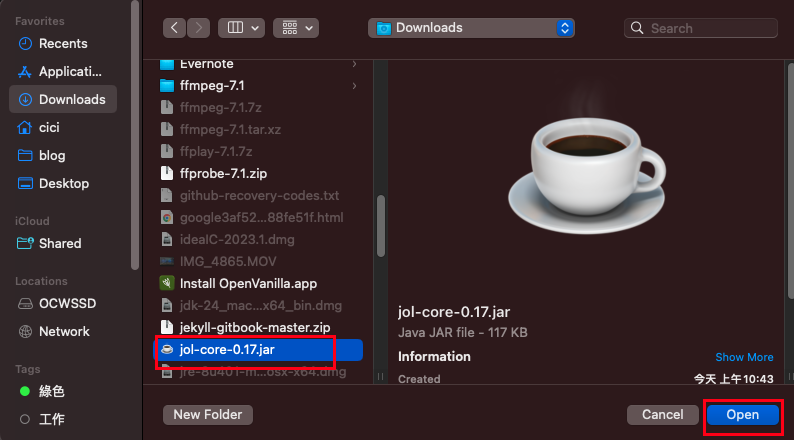 Favorites
Recents
Applicati...
Downloads
cici
blog
Desktop
iCloud
Shared
Locations
OCWSSD
Network
Tags
綠色
工作
Downloads
Search
Evernote
ffmpeg-7.1
ffmpeg-7.1.7z
ffmpeg-7.1.tar.xz
ffplay-7.1.7z
ffprobe-7.1.zip
github-recovery-codes.txt
google3af52...88fe51f.html
idealC-2023.1.dmg
IMG_4865.MOV
Install OpenVanilla.app
jdk-24_mac...x64_bin.dmg
jekyll-gitbook-master.zip
jol-core-0.17.jar
jre-8u401-m...osx-x64.dmg
jol-core-0.17.jar
Java JAR file - 117 KB
Information
Show More
Created
今天 上午10:43
New Folder
Cancel
Open